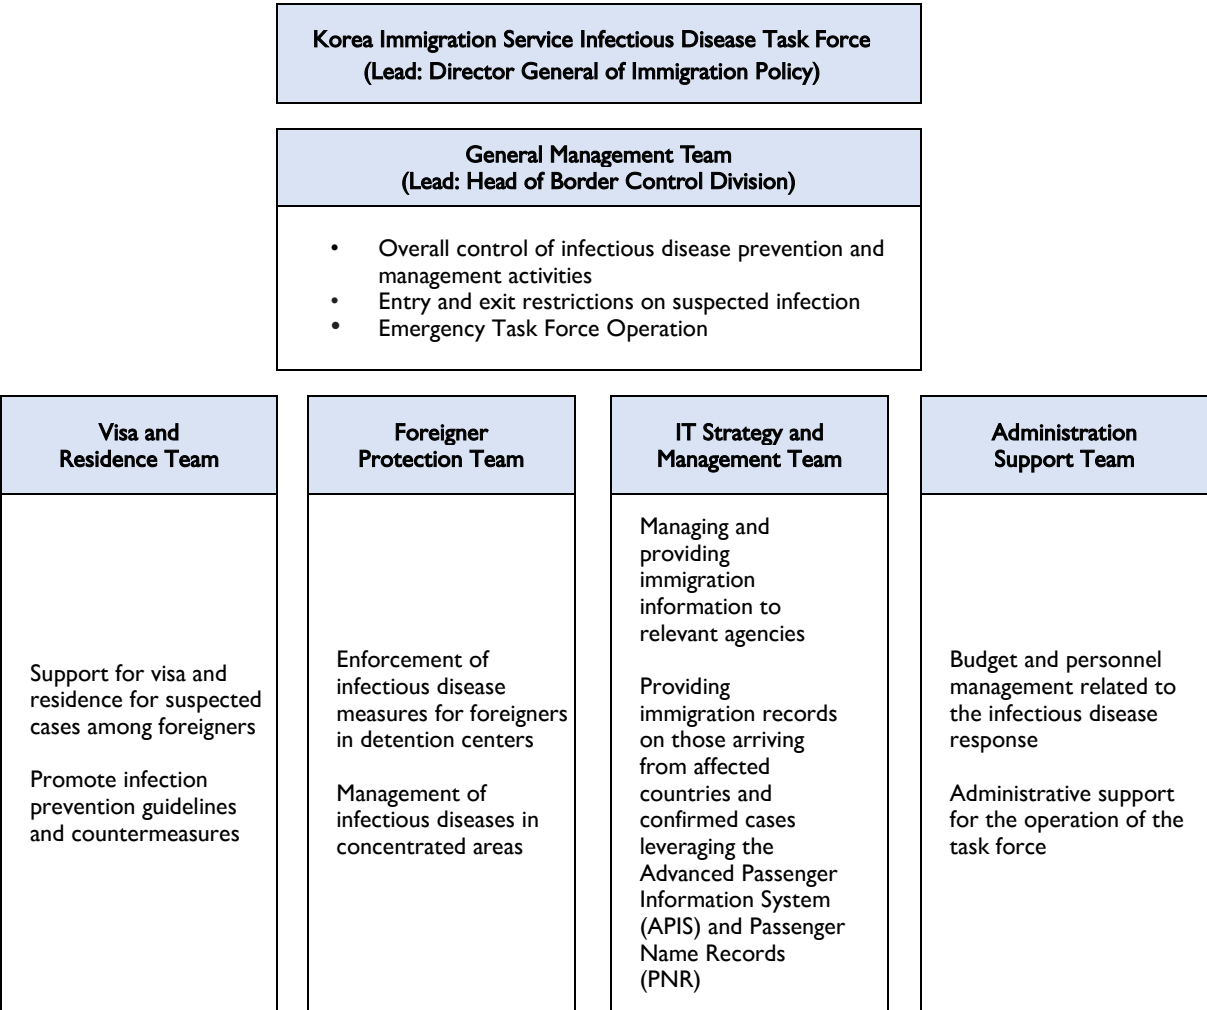 Korea Immigration Service Infectious Disease Task Force
(Lead: Director General of Immigration Policy)
General Management Team
(Lead: Head of Border Control Division)
• Overall control of infectious disease prevention and
management activities
• Entry and exit restrictions on suspected infection
• Emergency Task Force Operation
Visa and
Residence Team
Support for visa and
residence for suspected
cases among foreigners
Promote infection
prevention guidelines
and countermeasures
Foreigner
Protection Team
Enforcement of
infectious disease
measures for foreigners
in detention centers
Management of
infectious diseases in
concentrated areas
IT Strategy and
Management Team
Managing and
providing
immigration
information to
relevant agencies
Providing
immigration records
on those arriving
from affected
countries and
confirmed cases
leveraging the
Advanced Passenger
Information System
(APIS) and Passenger
Name Records
(PNR)
Administration
Support Team
Budget and personnel
management related to
the infectious disease
response
Administrative support
for the operation of the
task force